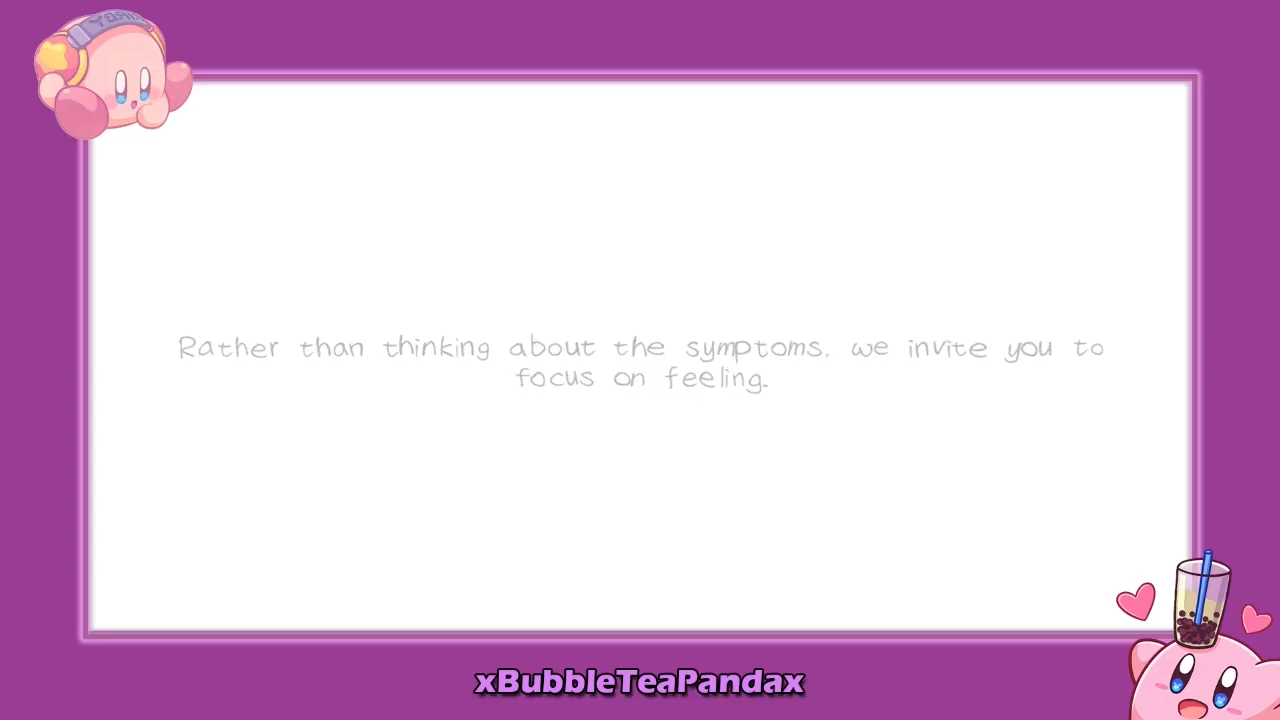 Rather than thinking about the symptoms, we invite you to
focus on feeling.
xBubbleTeaPandax